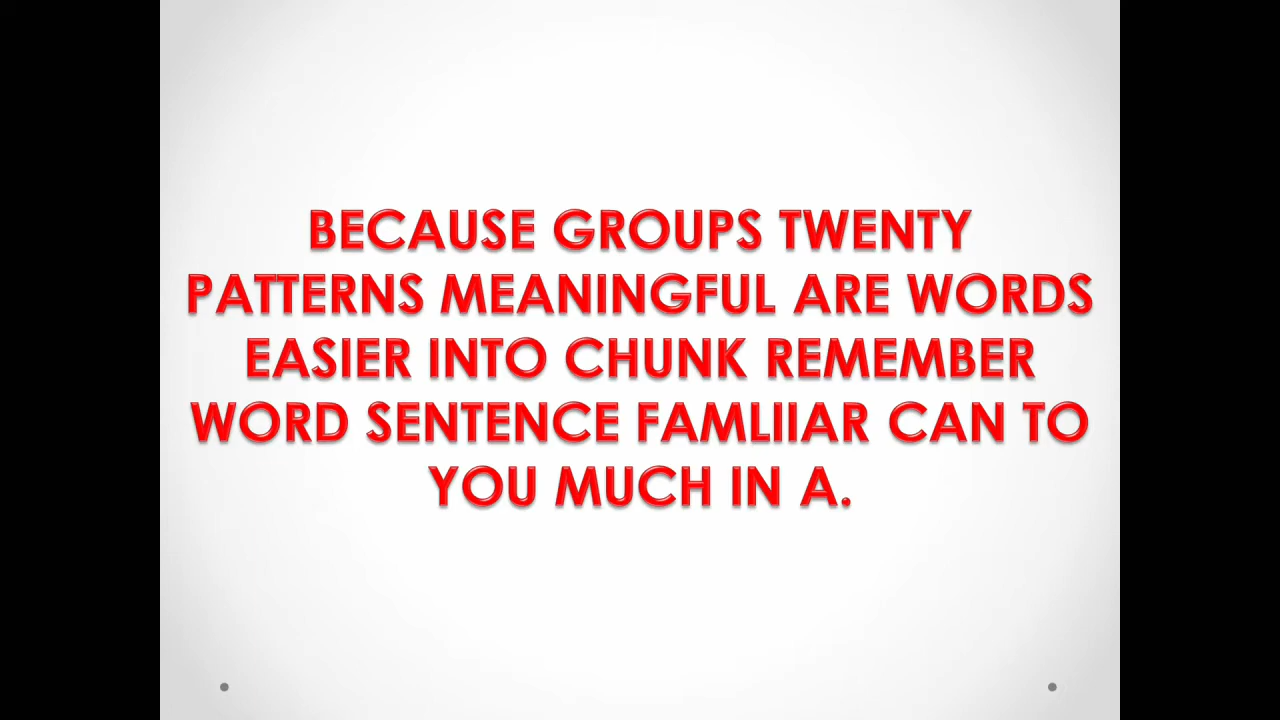 BECAUSE GROUPS TWENTY
PATTERNS MEANINGFUL ARE WORDS
EASIER INTO CHUNK REMEMBER
WORD SENTENCE FAMLIIAR CAN TO
YOU MUCH IN A.